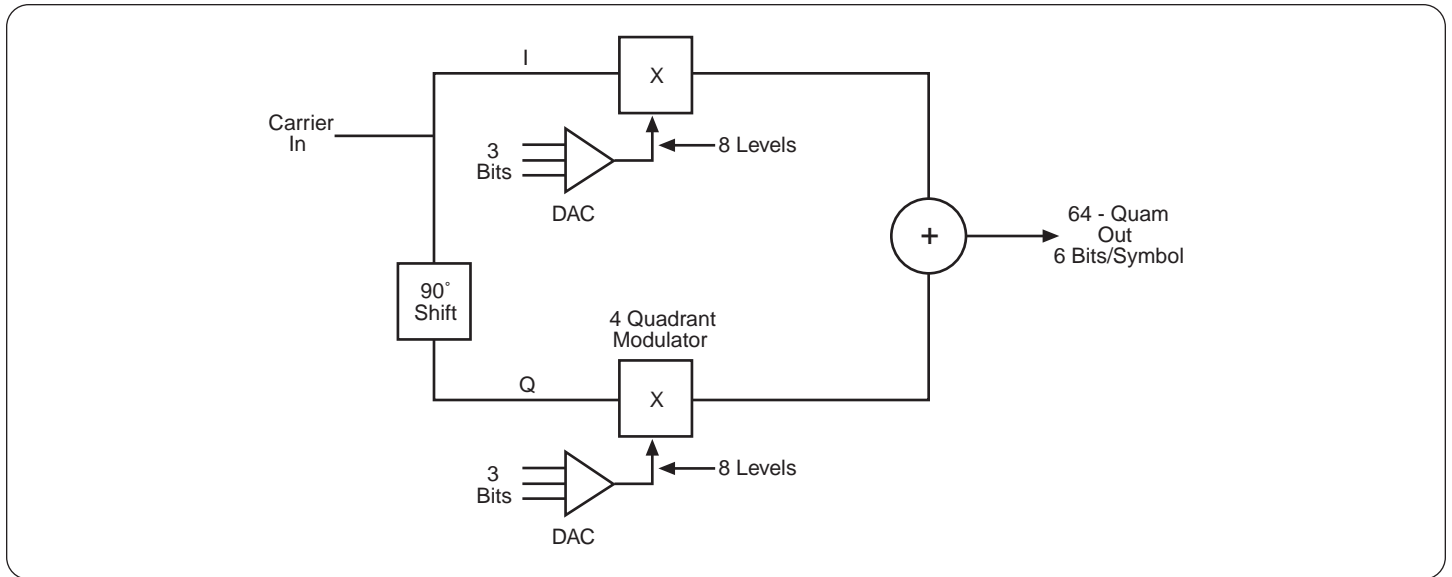 I
X
Carrier
In
3
Bits
8 Levels
DAC
64 - Quam
Out
6 Bits/Symbol
+
90°
Shift
4 Quadrant
Modulator
Q
X
3
Bits
8 Levels
DAC